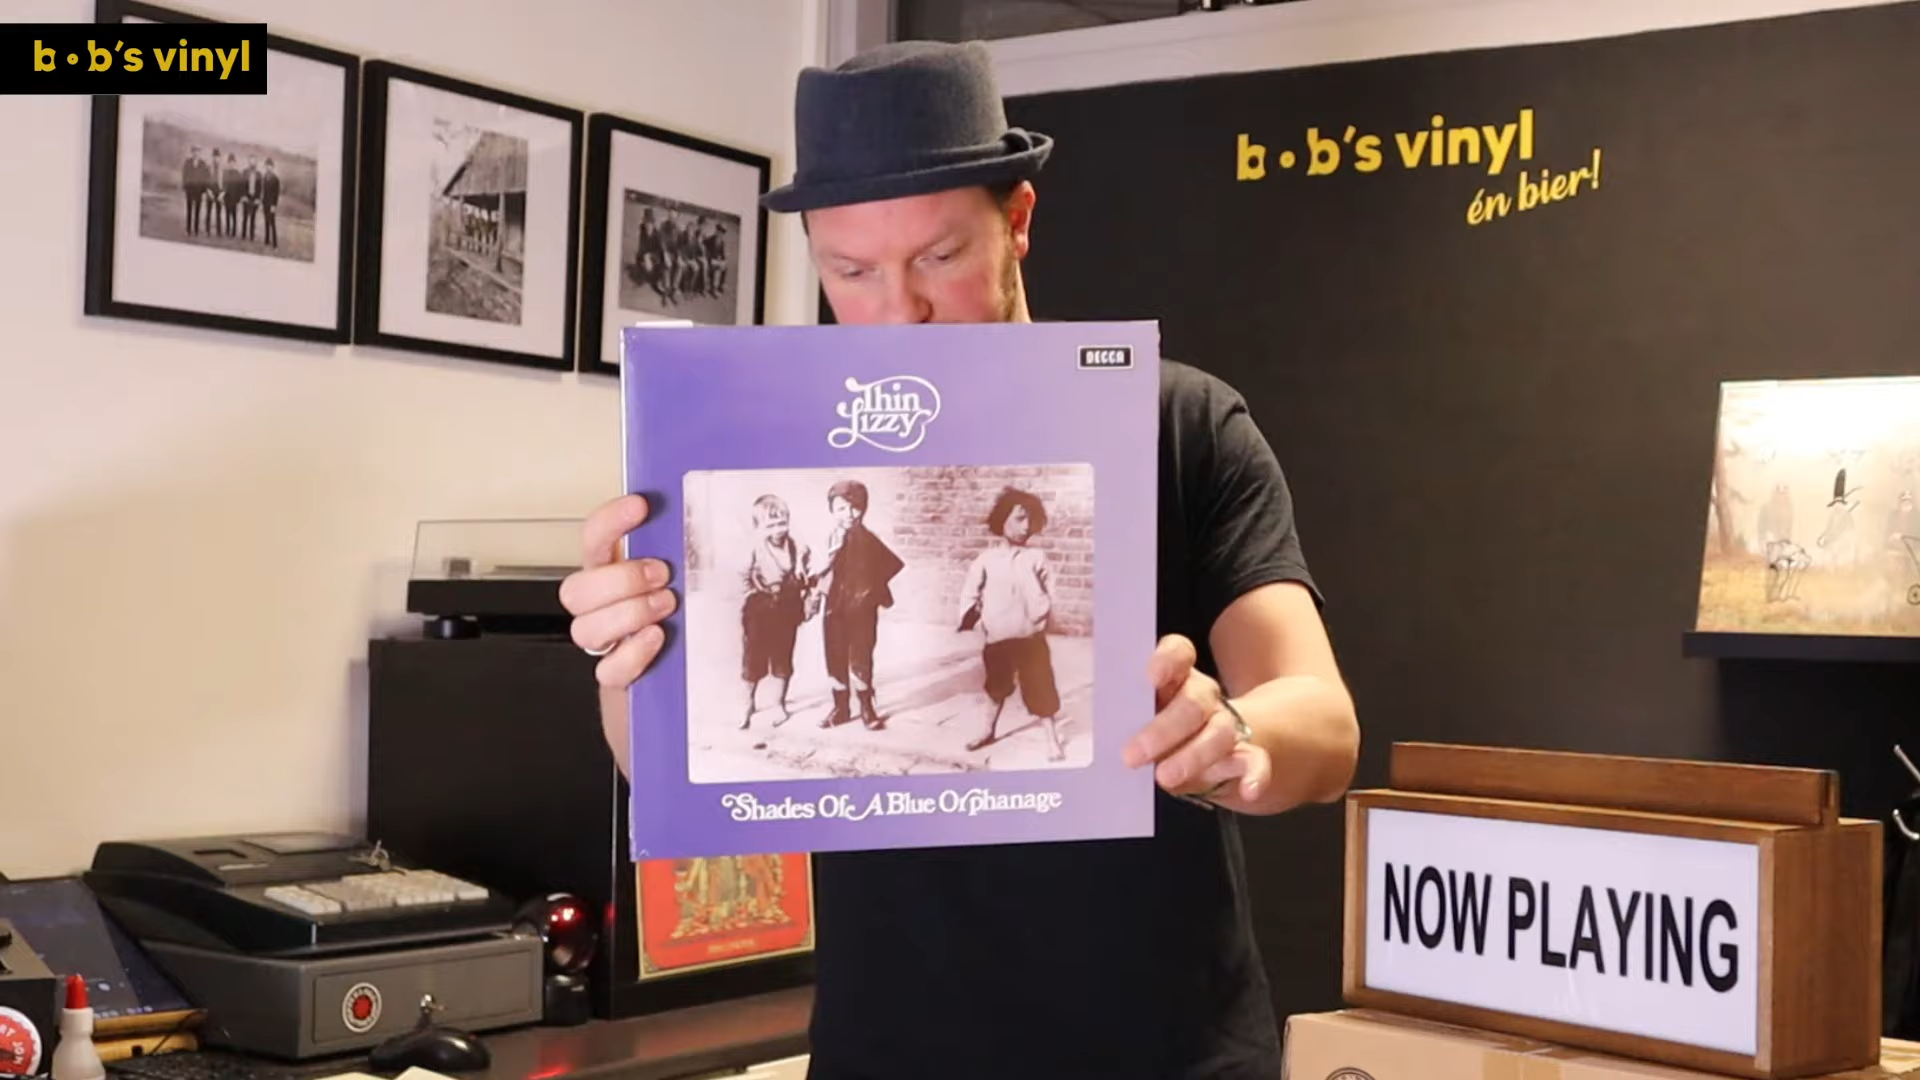 b•b's vinyl
b•b's vinyl
én bier!
DECCA
Thin
Lizzy
Shades Of A Blue Orphanage
NOW PLAYING